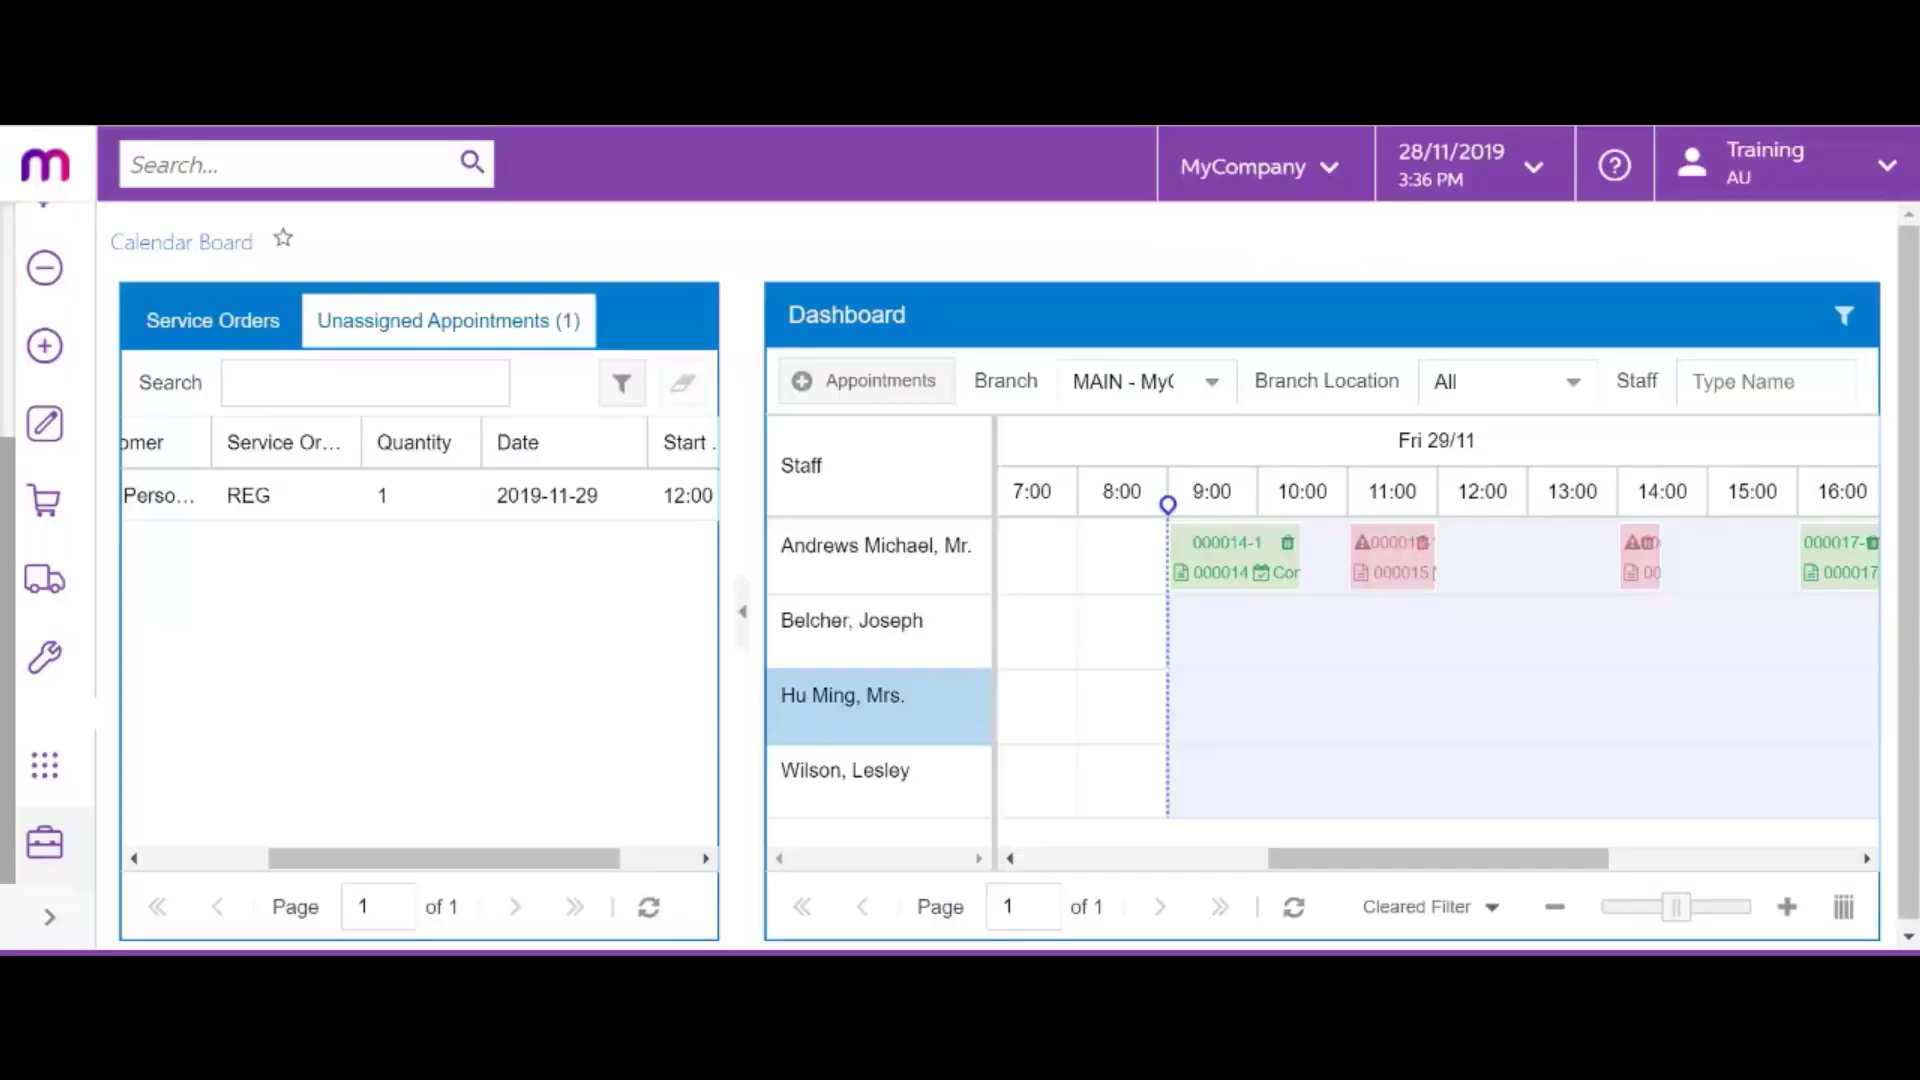 m
Search...
MyCompany
28/11/2019
3:36 PM
Training
AU
Calendar Board
Service Orders
Unassigned Appointments (1)
Search
omer
Service Or...
Quantity
Date
Start .
Perso...
REG
1
2019-11-29
12:00
Page
1
of 1
Dashboard
Appointments
Branch
MAIN - My(
Branch Location
All
Staff
Type Name
Staff
Fri 29/11
7:00
8:00
9:00
10:00
11:00
12:00
13:00
14:00
15:00
16:00
Andrews Michael, Mr.
000014-1
000014
Cor
000015
00
000017-
000017
Belcher, Joseph
Hu Ming, Mrs.
Wilson, Lesley
Page
1
of 1
Cleared Filter